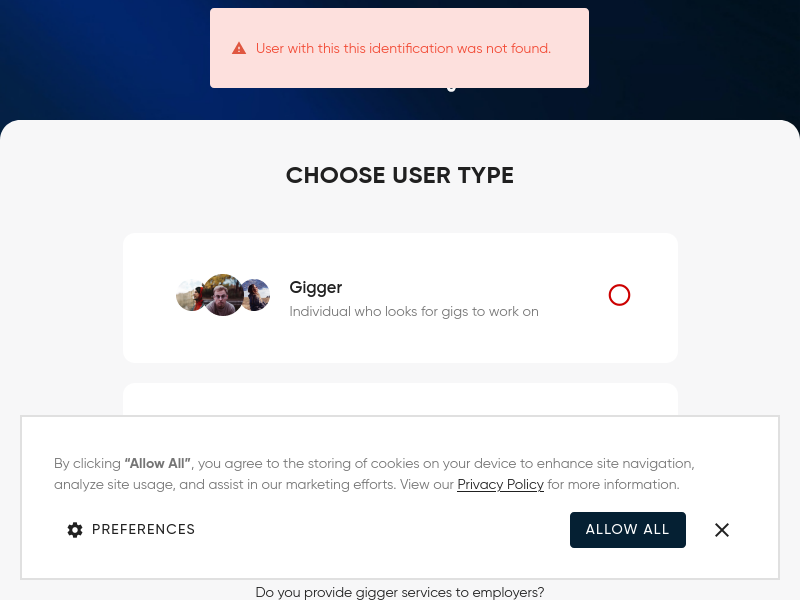 User with this this identification was not found.
CHOOSE USER TYPE
Gigger
Individual who looks for gigs to work on
By clicking “Allow All”, you agree to the storing of cookies on your device to enhance site navigation,
analyze site usage, and assist in our marketing efforts. View our Privacy Policy for more information.
PREFERENCES
ALLOW ALL
Do you provide gigger services to employers?